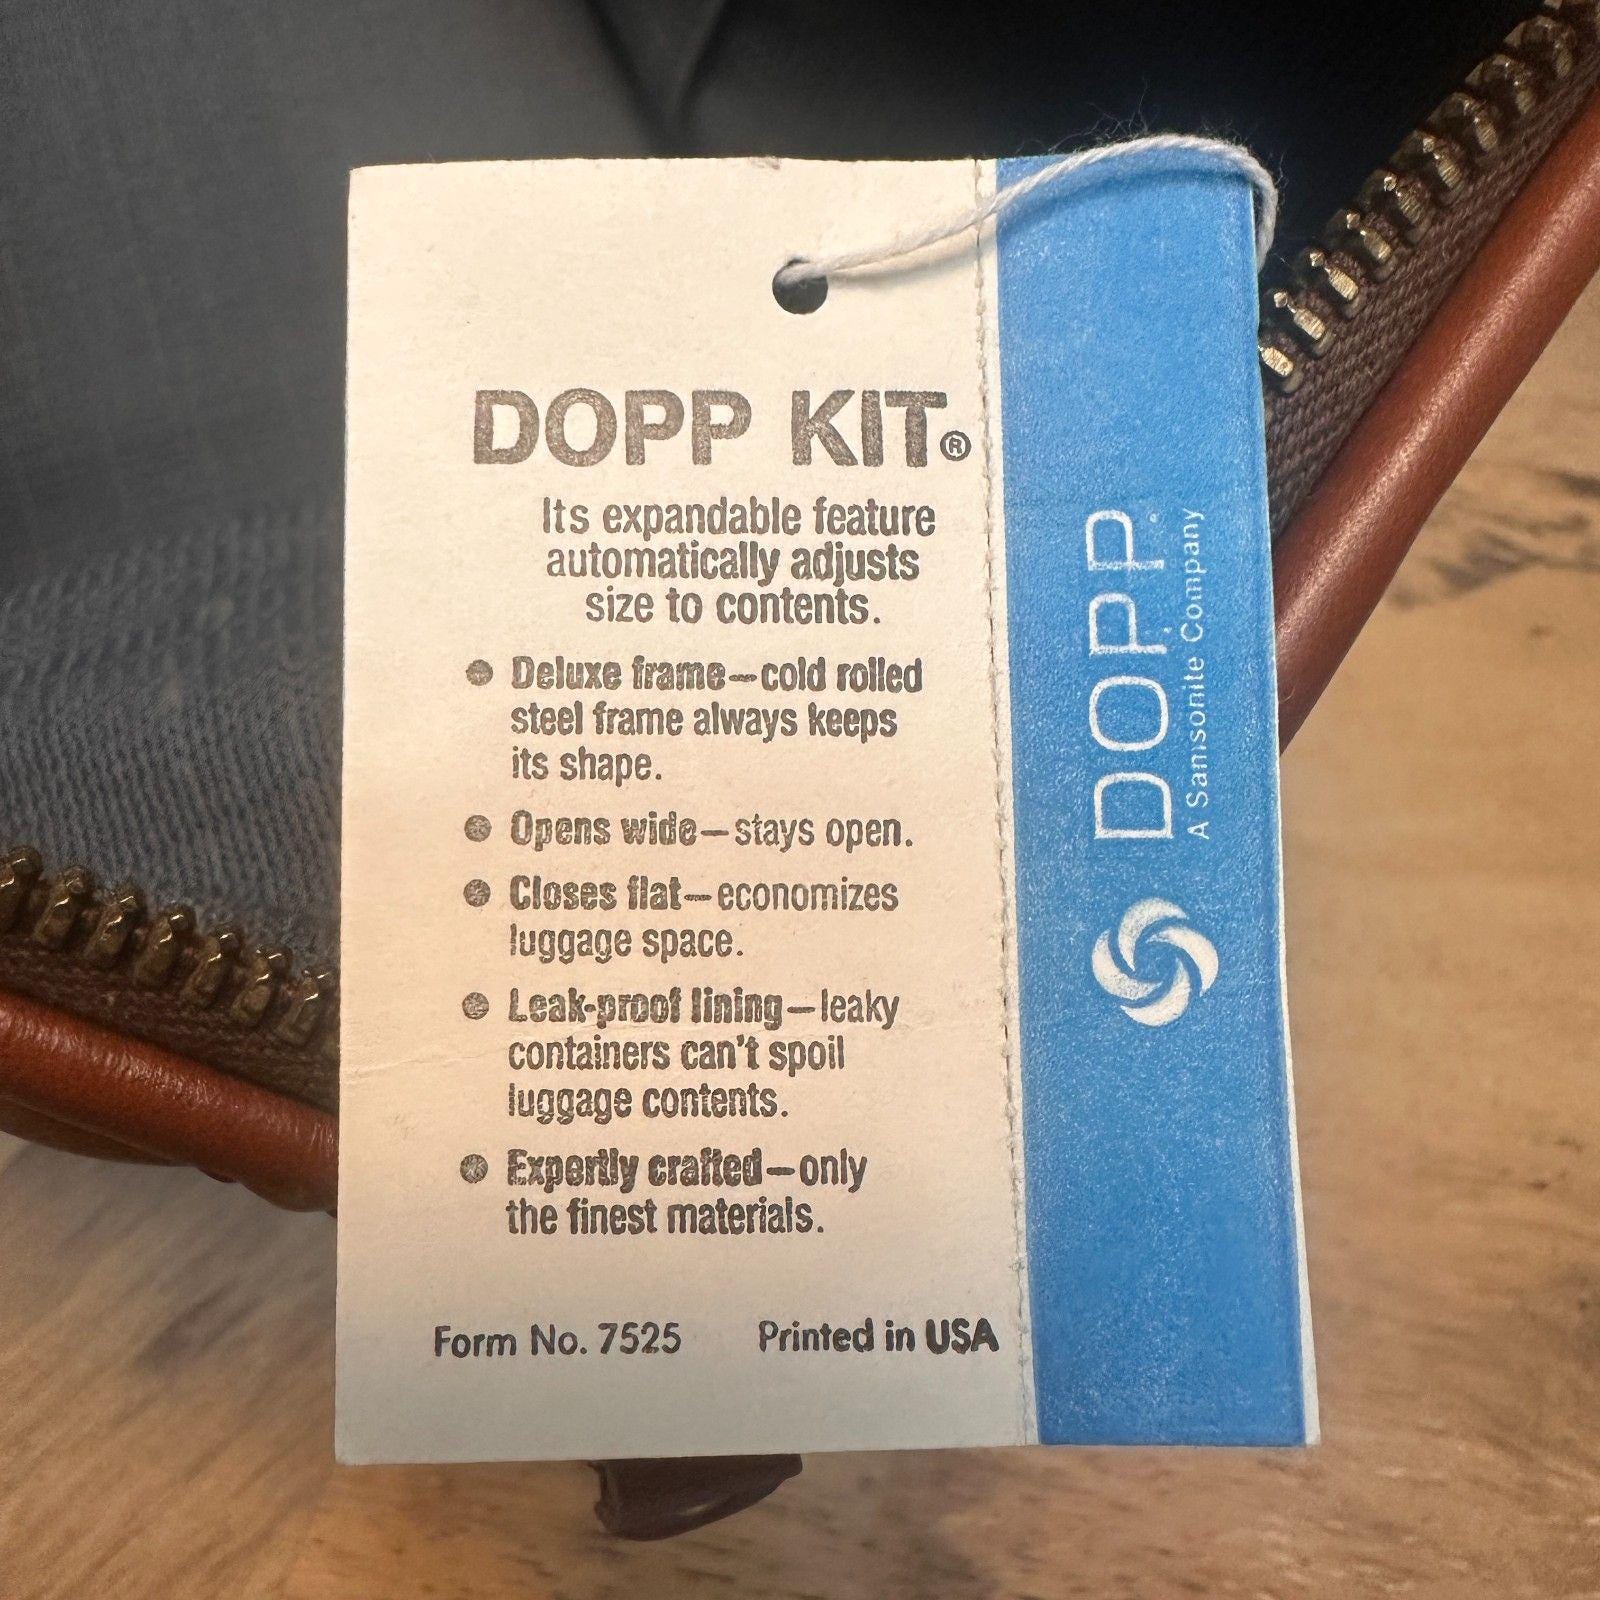 DOPP KIT®
Its expandable feature
automatically adjusts
size to contents.
● Deluxe frame—cold rolled
steel frame always keeps
its shape.
● Opens wide—stays open.
● Closes flat—economizes
luggage space.
● Leak-proof lining—leaky
containers can't spoil
luggage contents.
● Expertly crafted—only
the finest materials.
Form No. 7525 Printed in USA
DOPP®
A Samsonite Company